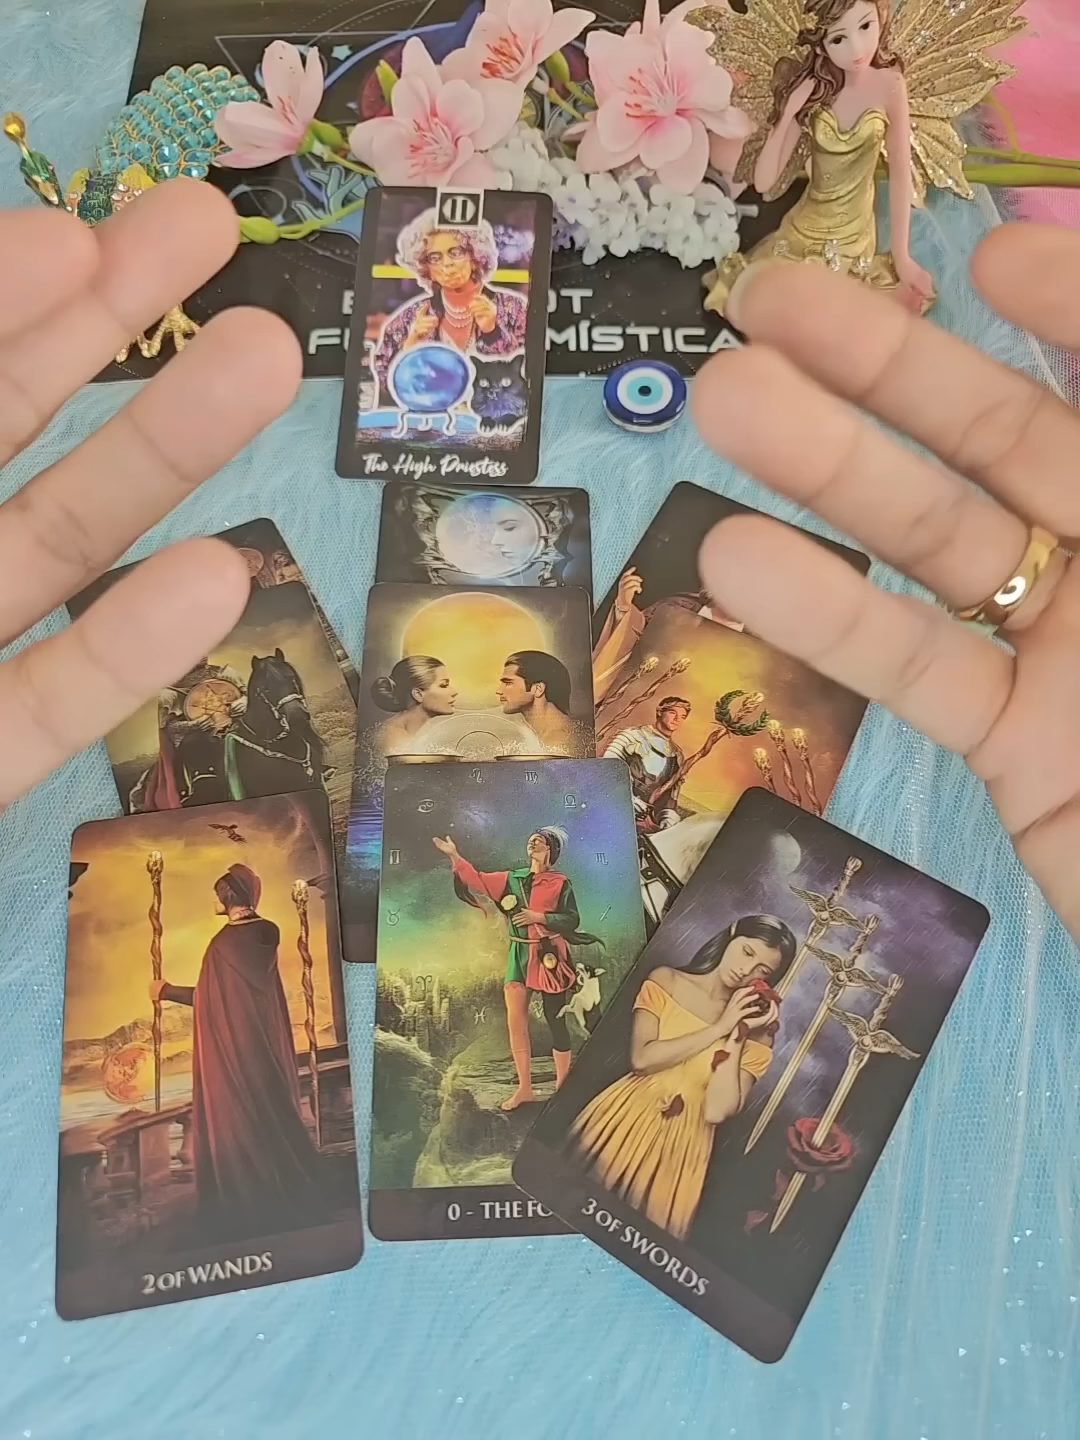 II
The High Priestess
MÍSTICA
2 OF WANDS
0 - THE FO
3 OF SWORDS